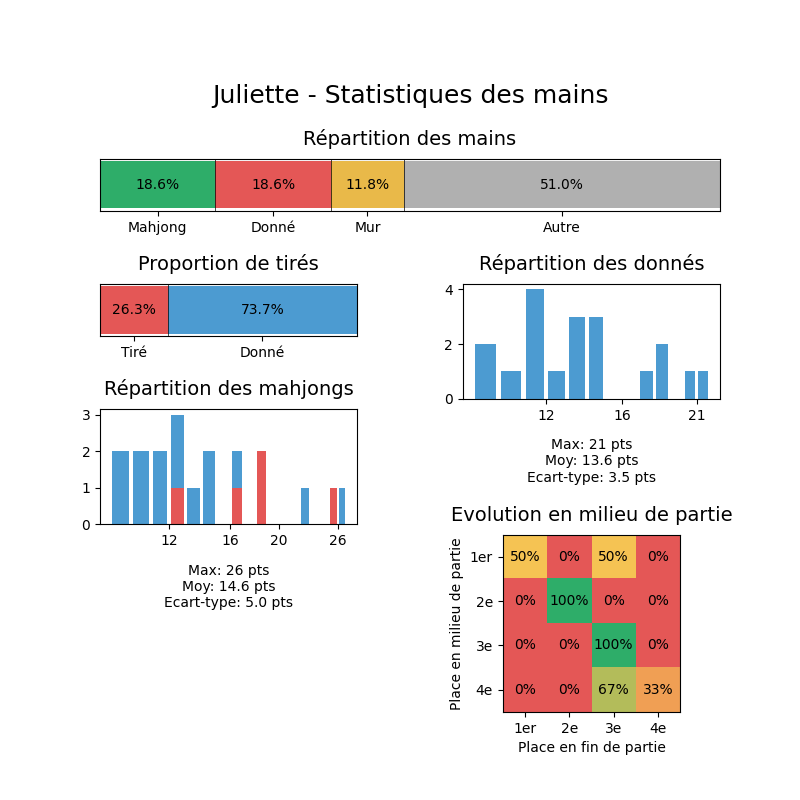 Juliette - Statistiques des mains
Répartition des mains
18.6% 18.6% 11.8% 51.0%
Mahjong Donné Mur Autre
Proportion de tirés
26.3% 73.7%
Tiré Donné
Répartition des donnés
4
2
0
12 16 21
Max: 21 pts
Moy: 13.6 pts
Ecart-type: 3.5 pts
Répartition des mahjongs
3
2
1
0
12 16 20 26
Max: 26 pts
Moy: 14.6 pts
Ecart-type: 5.0 pts
Evolution en milieu de partie
Place en milieu de partie
1er 50% 0% 50% 0%
2e 0% 100% 0% 0%
3e 0% 0% 100% 0%
4e 0% 0% 67% 33%
1er 2e 3e 4e
Place en fin de partie